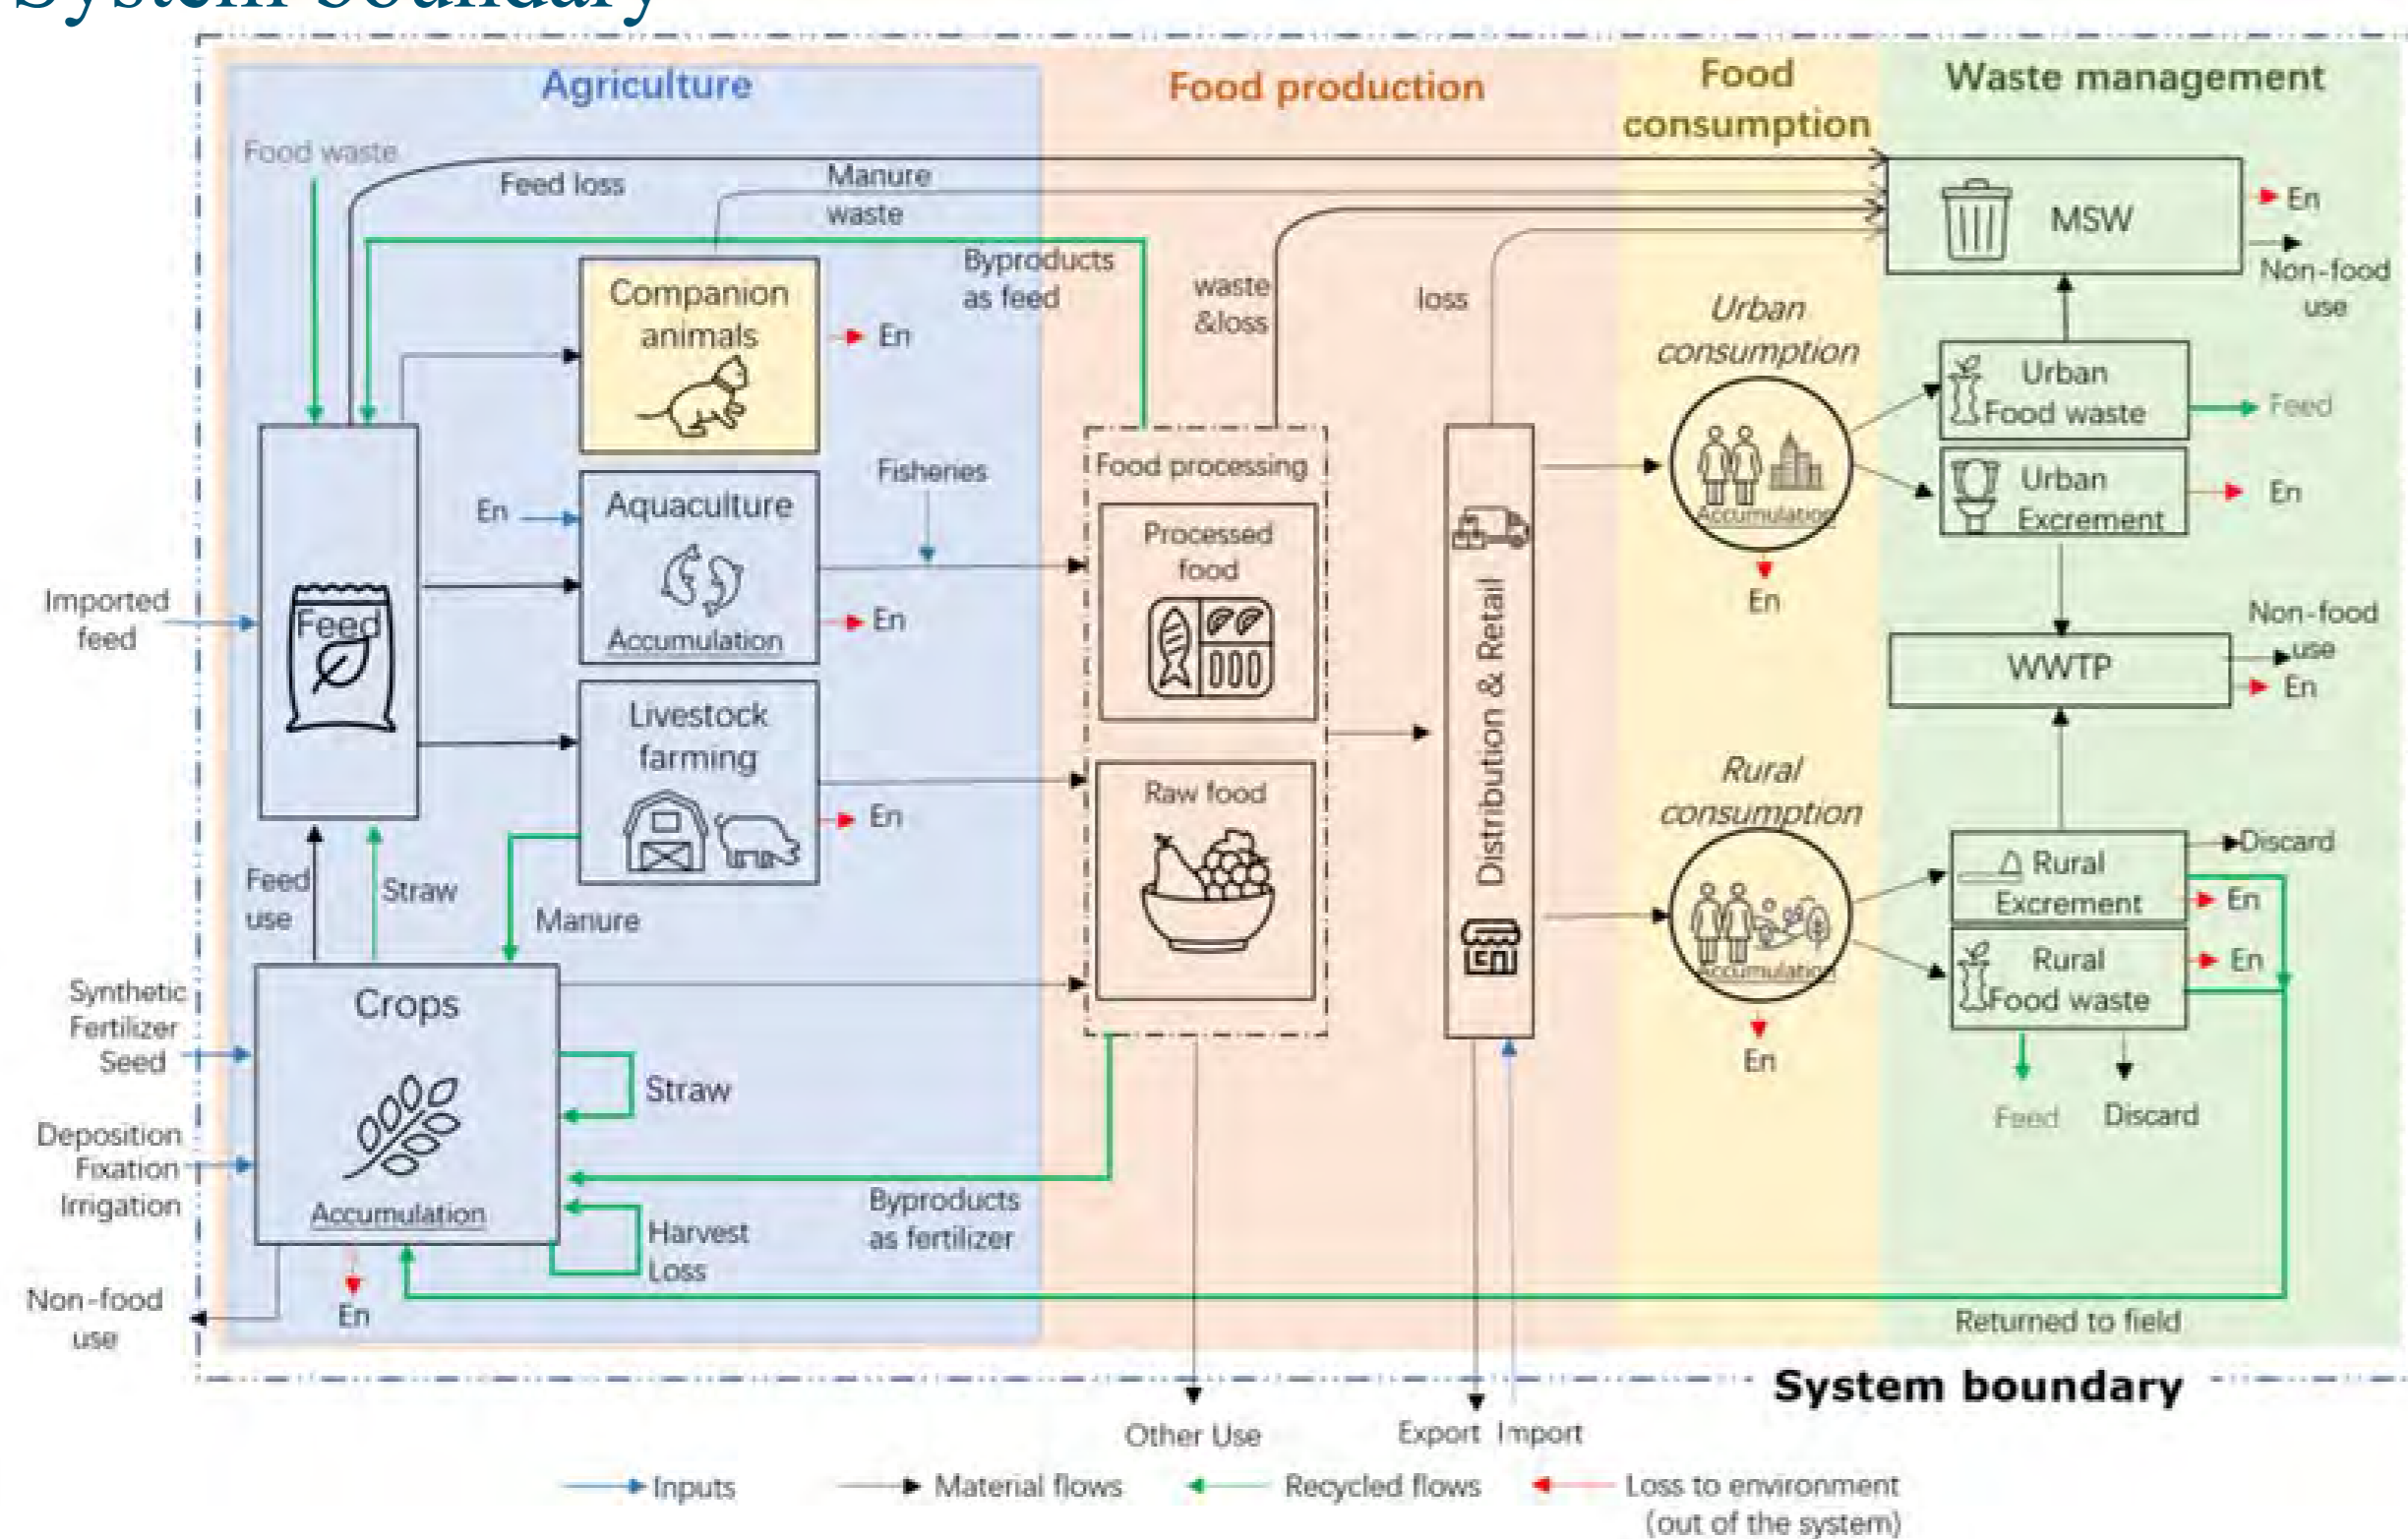 System boundary
Agriculture
Food production
Food
consumption
Waste management
Food waste
Feed loss
Manure
waste
Byproducts
as feed
waste
&loss
loss
Companion
animals
En
Fisheries
En
Aquaculture
Accumulation
En
Imported
feed
Feed
Livestock
farming
En
Feed
use
Straw
Manure
Synthetic
Fertilizer
Seed
Deposition
Fixation
Irrigation
Crops
Accumulation
Straw
Harvest
Loss
Byproducts
as fertilizer
Non-food
use
En
Food processing
Processed
food
Raw food
Distribution & Retail
Urban
consumption
Accumulation
En
Rural
consumption
Accumulation
En
MSW
En
Non-food
use
Urban
Food waste
Feed
Urban
Excrement
En
WWTP
Non-food
use
En
Rural
Excrement
Discard
En
Rural
Food waste
En
Feed
Discard
Returned to field
System boundary
Other Use
Export
Import
Inputs
Material flows
Recycled flows
Loss to environment
(out of the system)